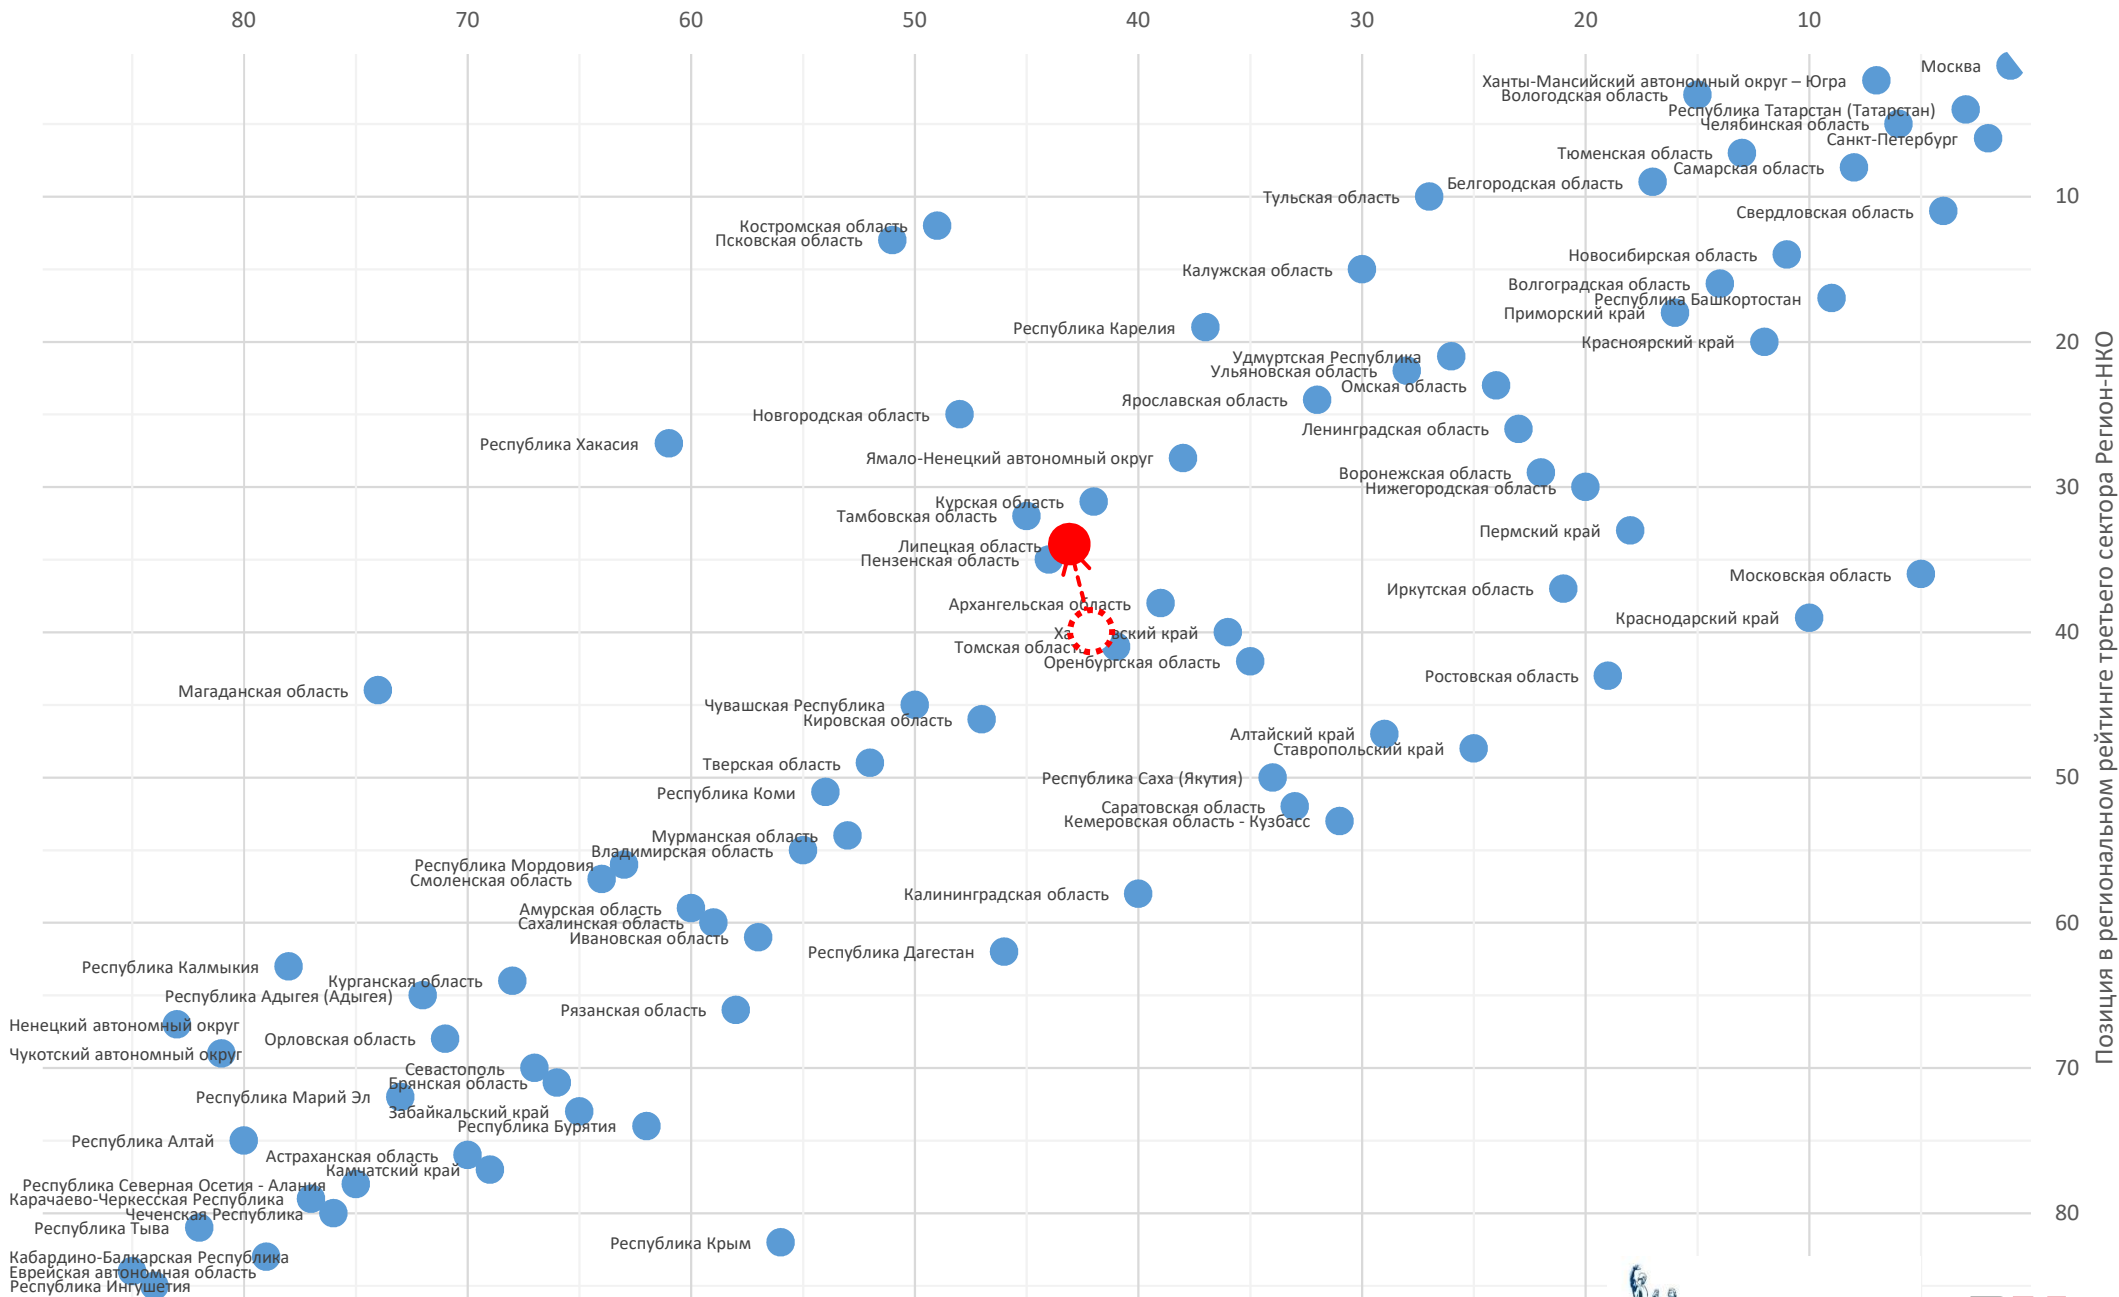 80 70 60 50 40 30 20 10
Москва
Ханты-Мансийский автономный округ – Югра
Вологодская область
Республика Татарстан (Татарстан)
Челябинская область
Санкт-Петербург
Тюменская область
Самарская область
Белгородская область
Тульская область
10
Свердловская область
Костромская область
Псковская область
Новосибирская область
Калужская область
Волгоградская область
Республика Башкортостан
Приморский край
Республика Карелия
Красноярский край
20
Удмуртская Республика
Ульяновская область
Омская область
Ярославская область
Новгородская область
Ленинградская область
Республика Хакасия
Ямало-Ненецкий автономный округ
Воронежская область
Нижегородская область
30
Курская область
Тамбовская область
Пермский край
Липецкая область
Пензенская область
Московская область
Иркутская область
Архангельская область
Краснодарский край
край
40
Томская область
Оренбургская область
Ростовская область
Магаданская область
Чувашская Республика
Кировская область
Алтайский край
Ставропольский край
Тверская область
Республика Саха (Якутия)
50
Республика Коми
Саратовская область
Кемеровская область - Кузбасс
Мурманская область
Владимирская область
Республика Мордовия
Смоленская область
Калининградская область
Амурская область
Сахалинская область
60
Ивановская область
Республика Дагестан
Республика Калмыкия
Курганская область
Республика Адыгея (Адыгея)
Рязанская область
Ненецкий автономный округ
Орловская область
Чукотский автономный округ
Севастополь
70
Брянская область
Республика Марий Эл
Забайкальский край
Республика Бурятия
Республика Алтай
Астраханская область
Камчатский край
Республика Северная Осетия - Алания
Карачаево-Черкесская Республика
Чеченская Республика
80
Республика Тыва
Республика Крым
Кабардино-Балкарская Республика
Еврейская автономная область
Республика Ингушетия
Позиция в региональном рейтинге третьего сектора Регион-НКО